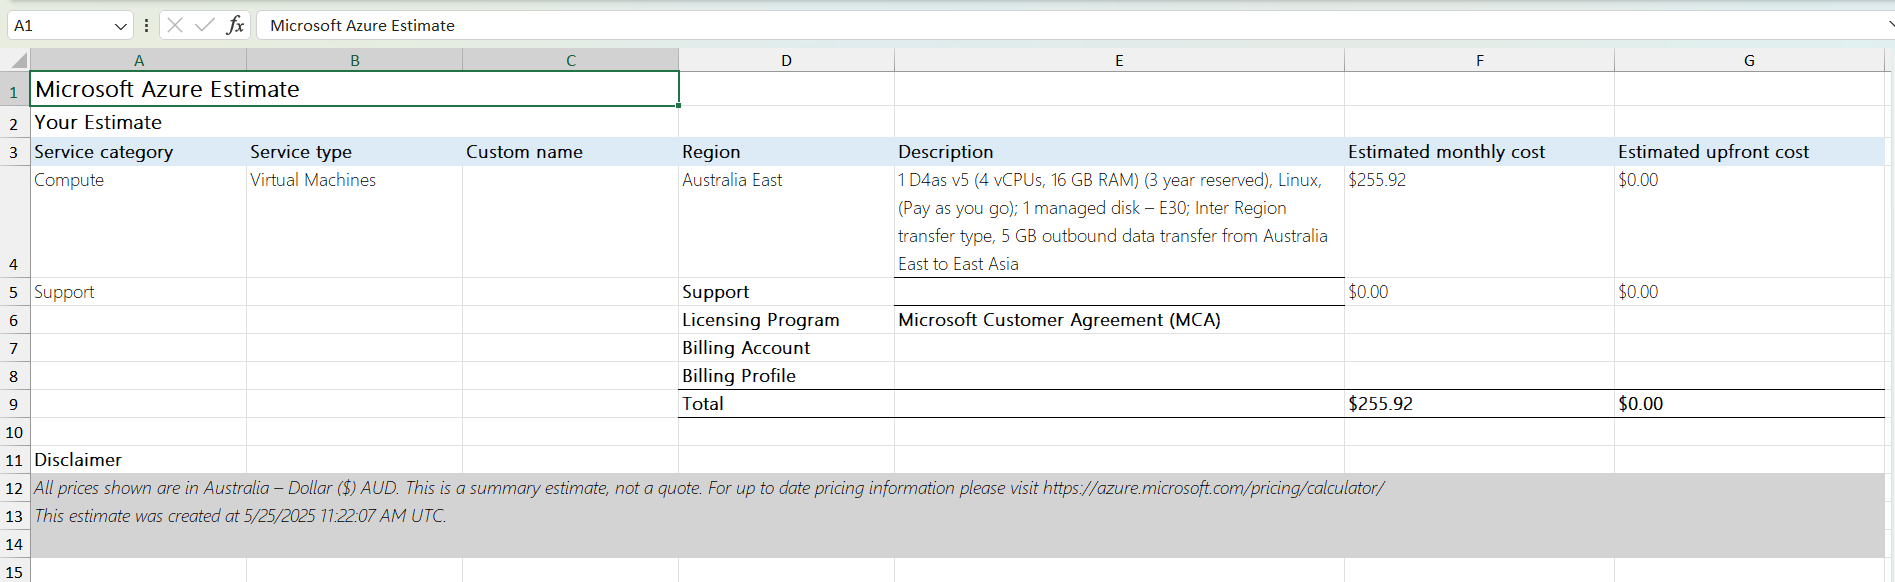 A1
fx
Microsoft Azure Estimate
A B C D E F G
1 Microsoft Azure Estimate
2 Your Estimate
3 Service category Service type Custom name Region Description Estimated monthly cost Estimated upfront cost
Compute Virtual Machines Australia East 1 D4as v5 (4 vCPUs, 16 GB RAM) (3 year reserved), Linux, $255.92 $0.00
(Pay as you go); 1 managed disk – E30; Inter Region
transfer type, 5 GB outbound data transfer from Australia
4 East to East Asia
5 Support Support $0.00 $0.00
6 Licensing Program Microsoft Customer Agreement (MCA)
7 Billing Account
8 Billing Profile
9 Total $255.92 $0.00
10
11 Disclaimer
12 All prices shown are in Australia – Dollar ($) AUD. This is a summary estimate, not a quote. For up to date pricing information please visit https://azure.microsoft.com/pricing/calculator/
13 This estimate was created at 5/25/2025 11:22:07 AM UTC.
14
15